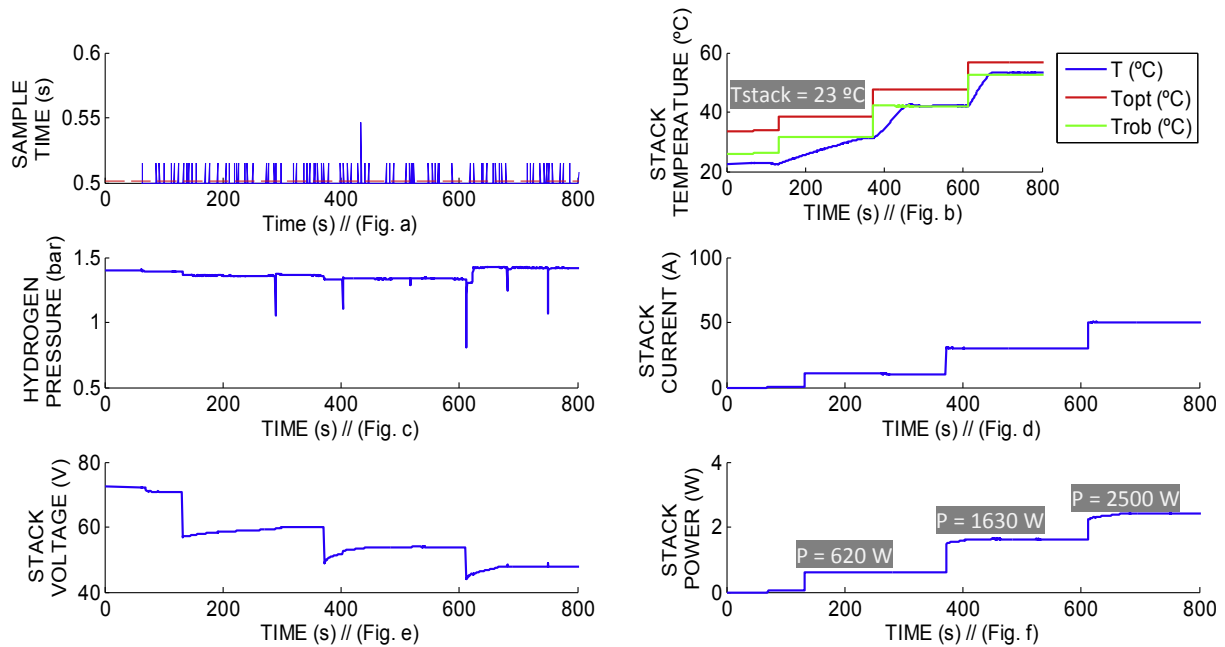 0.6
0.55
0.5
SAMPLE
TIME (s)
0 200 400 600 800
Time (s) // (Fig. a)
60
40
20
STACK
TEMPERATURE (ºC)
Tstack = 23 ºC
0 200 400 600 800
TIME (s) // (Fig. b)
T (ºC)
Topt (ºC)
Trob (ºC)
1.5
1
0.5
HYDROGEN
PRESSURE (bar)
0 200 400 600 800
TIME (s) // (Fig. c)
100
50
0
STACK
CURRENT (A)
0 200 400 600 800
TIME (s) // (Fig. d)
80
60
40
STACK
VOLTAGE (V)
0 200 400 600 800
TIME (s) // (Fig. e)
4
2
0
STACK
POWER (W)
P = 620 W
P = 1630 W
P = 2500 W
0 200 400 600 800
TIME (s) // (Fig. f)